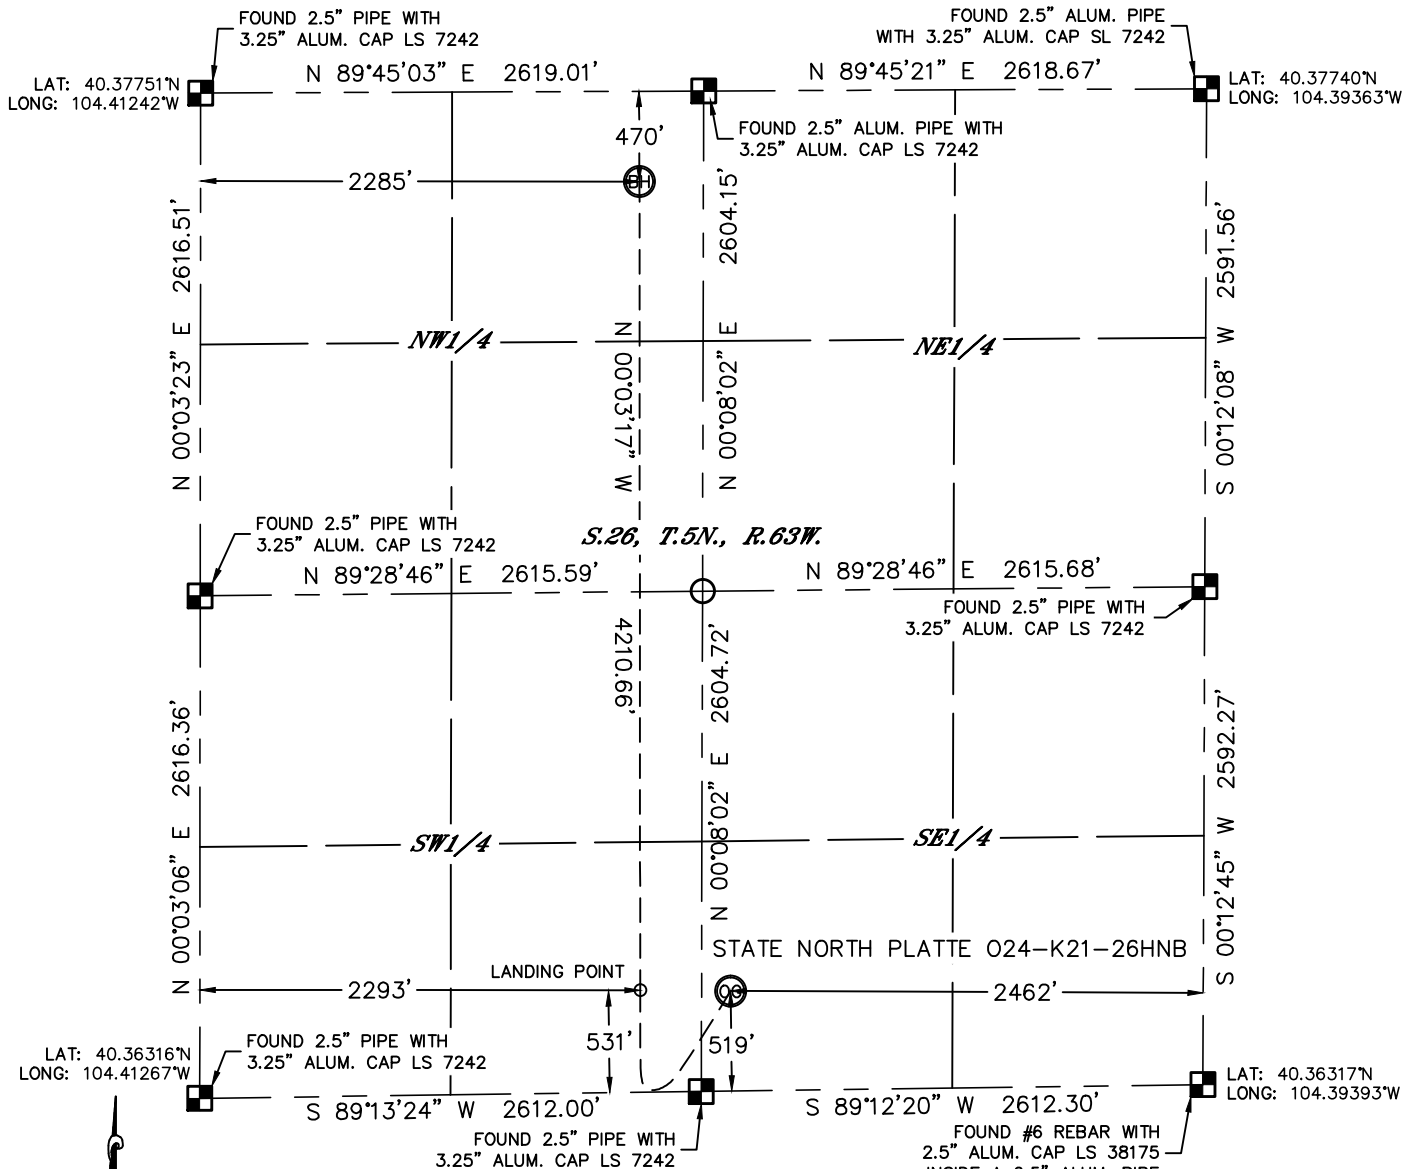 FOUND 2.5" PIPE WITH
3.25" ALUM. CAP LS 7242
FOUND 2.5" ALUM. PIPE
WITH 3.25" ALUM. CAP SL 7242
LAT: 40.37751°N
LONG: 104.41242°W
N 89°45'03" E 2619.01'
N 89°45'21" E 2618.67'
LAT: 40.37740°N
LONG: 104.39363°W
FOUND 2.5" ALUM. PIPE WITH
3.25" ALUM. CAP LS 7242
470'
2285'
BH
N 00°03'23" E 2616.51'
N 00°03'17" W 4210.66'
N 00°08'02" E 2604.15'
S 00°12'08" W 2591.56'
NW1/4
NE1/4
S.26, T.5N., R.63W.
FOUND 2.5" PIPE WITH
3.25" ALUM. CAP LS 7242
N 89°28'46" E 2615.59'
N 89°28'46" E 2615.68'
FOUND 2.5" PIPE WITH
3.25" ALUM. CAP LS 7242
N 00°03'06" E 2616.36'
N 00°08'02" E 2604.72'
S 00°12'45" W 2592.27'
SW1/4
SE1/4
STATE NORTH PLATTE O24-K21-26HNB
LANDING POINT
2293'
2462'
531'
519'
FOUND 2.5" PIPE WITH
3.25" ALUM. CAP LS 7242
LAT: 40.36316°N
LONG: 104.41267°W
S 89°13'24" W 2612.00'
S 89°12'20" W 2612.30'
LAT: 40.36317°N
LONG: 104.39393°W
FOUND 2.5" PIPE WITH
3.25" ALUM. CAP LS 7242
FOUND #6 REBAR WITH
2.5" ALUM. CAP LS 38175
INSIDE A 2.5" ALUM. PIPE